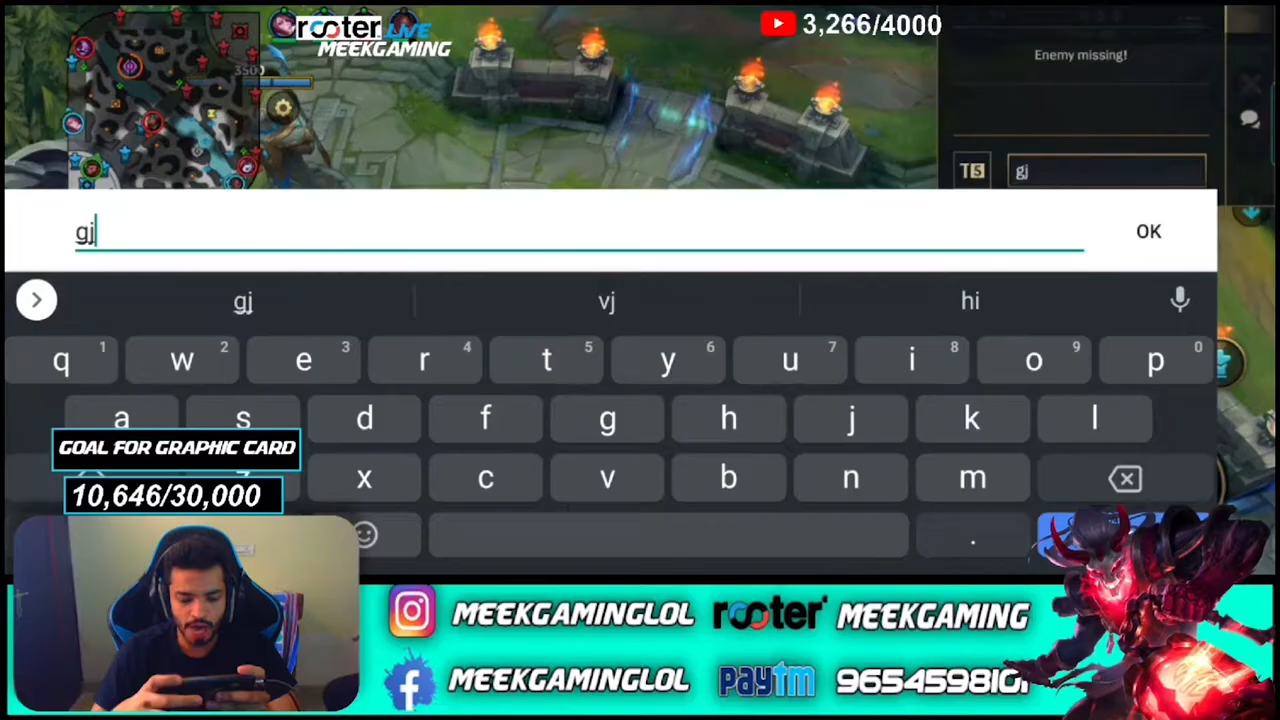 rooter LIVE
MEEKGAMING
3,266/4000
Enemy missing!
gj
gj
OK
gj vj hi
q 1 w 2 e 3 r 4 t 5 y 6 u 7 i 8 o 9 p 0
a s d f g h j k l
GOAL FOR GRAPHIC CARD
x c v b n m
10,646/30,000
.
MEEKGAMINGLOL rooter MEEKGAMING
MEEKGAMINGLOL paytm